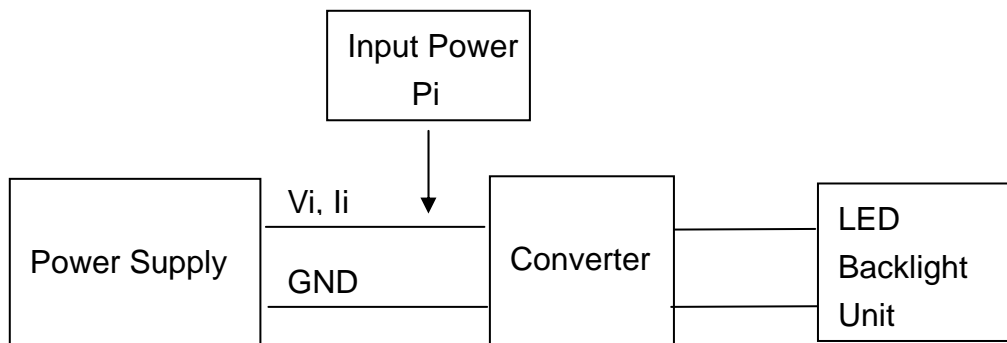 Input Power
Pi
Vi, Ii
Power Supply
GND
Converter
LED
Backlight
Unit